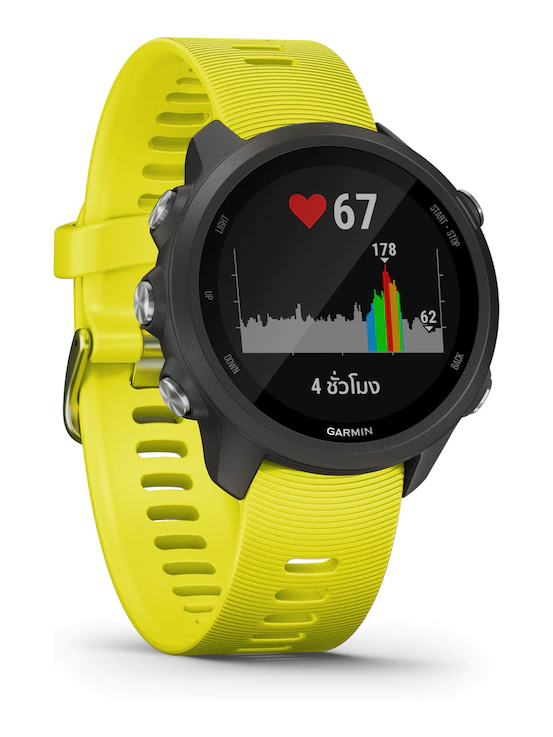 67
178
62
4 ชั่วโมง
GARMIN
LIGHT
UP
DOWN
START · STOP
BACK